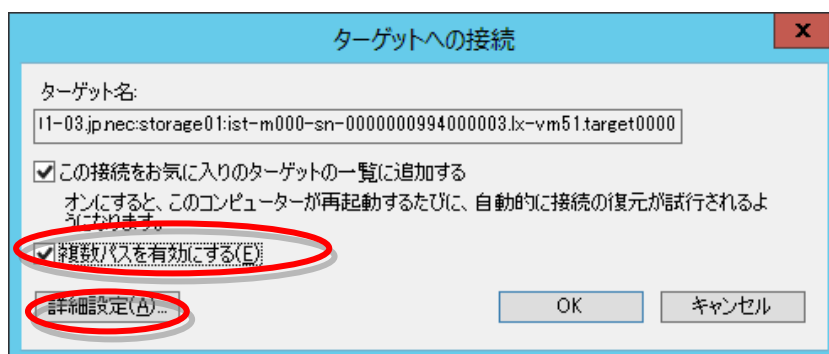 ターゲットへの接続
x
ターゲット名:
11-03.jp.nec:storage01:ist-m000-sn-0000000994000003.lx-vm51.target0000
この接続をお気に入りのターゲットの一覧に追加する
オンにすると、このコンピューターが再起動するたびに、自動的に接続の復元が試行されるよ
うになります。
複数パスを有効にする(E)
詳細設定(A)...
OK
キャンセル